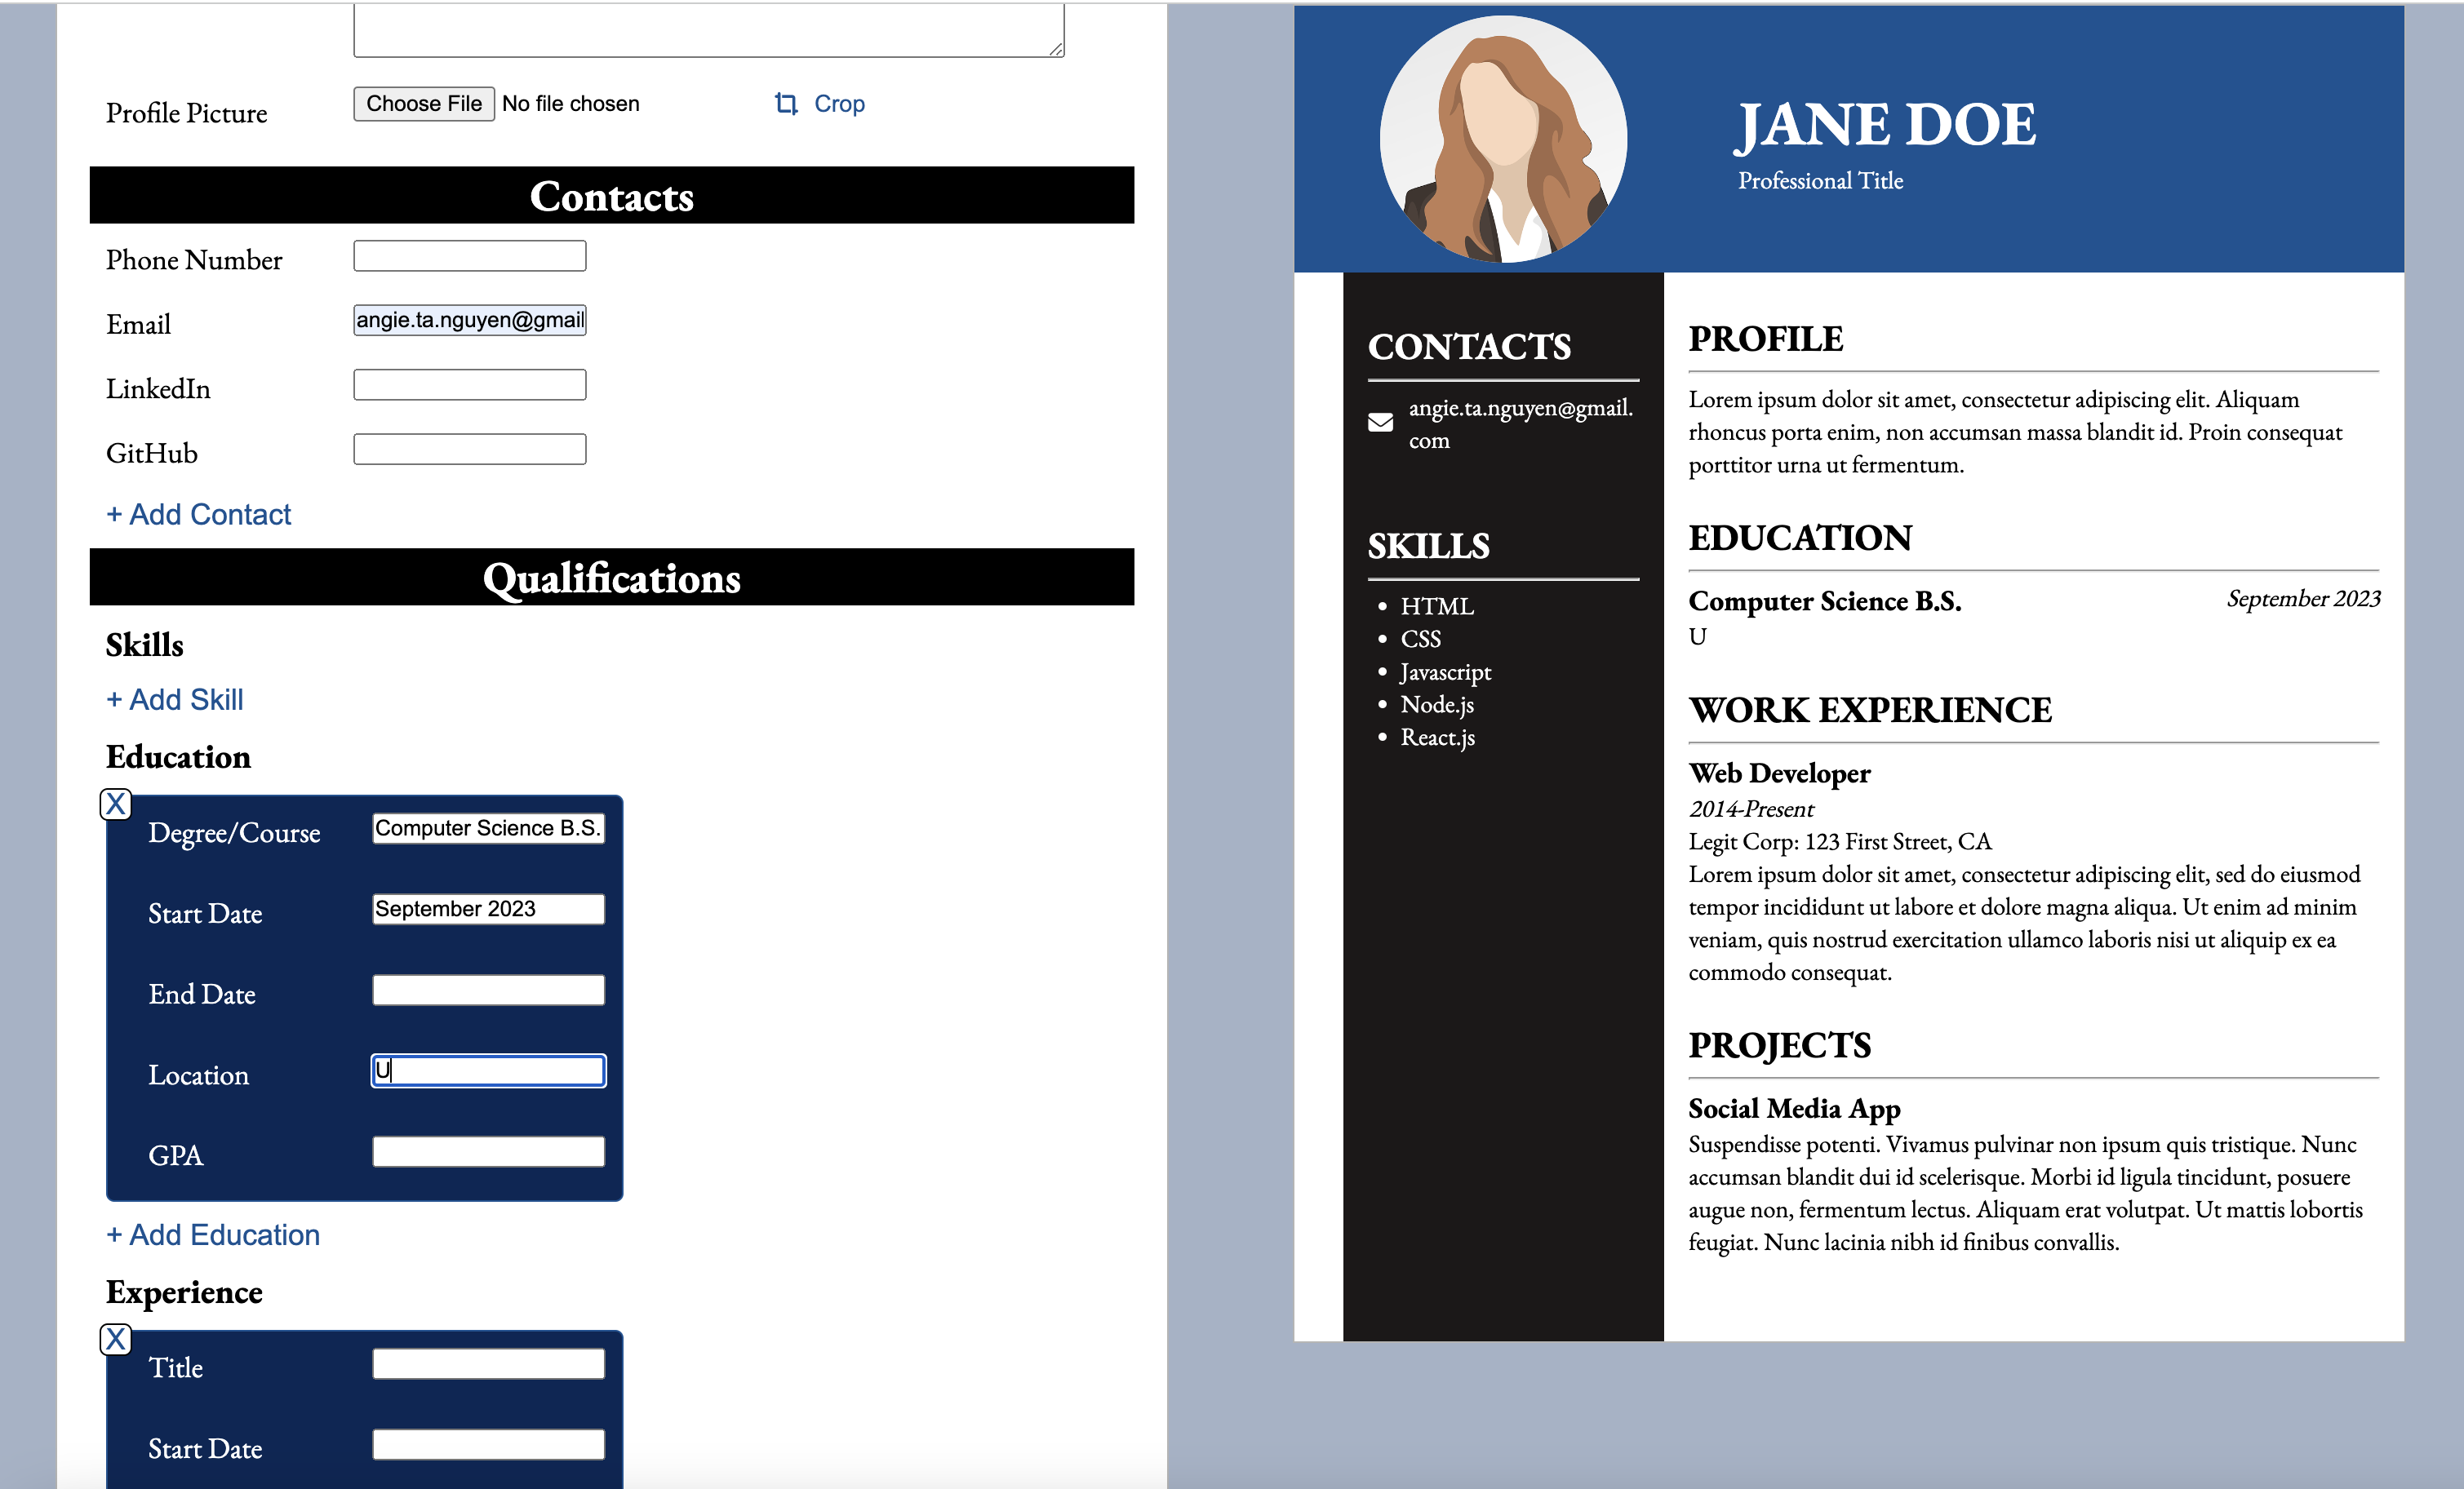 Profile Picture
Choose File No file chosen
Crop
Contacts
Phone Number
Email
angie.ta.nguyen@gmail
LinkedIn
GitHub
+ Add Contact
Qualifications
Skills
+ Add Skill
Education
X
Degree/Course
Computer Science B.S.
Start Date
September 2023
End Date
Location
U
GPA
+ Add Education
Experience
X
Title
Start Date
JANE DOE
Professional Title
CONTACTS
angie.ta.nguyen@gmail.
com
SKILLS
• HTML
• CSS
• Javascript
• Node.js
• React.js
PROFILE
Lorem ipsum dolor sit amet, consectetur adipiscing elit. Aliquam
rhoncus porta enim, non accumsan massa blandit id. Proin consequat
porttitor urna ut fermentum.
EDUCATION
Computer Science B.S.
September 2023
U
WORK EXPERIENCE
Web Developer
2014-Present
Legit Corp: 123 First Street, CA
Lorem ipsum dolor sit amet, consectetur adipiscing elit, sed do eiusmod
tempor incididunt ut labore et dolore magna aliqua. Ut enim ad minim
veniam, quis nostrud exercitation ullamco laboris nisi ut aliquip ex ea
commodo consequat.
PROJECTS
Social Media App
Suspendisse potenti. Vivamus pulvinar non ipsum quis tristique. Nunc
accumsan blandit dui id scelerisque. Morbi id ligula tincidunt, posuere
augue non, fermentum lectus. Aliquam erat volutpat. Ut mattis lobortis
feugiat. Nunc lacinia nibh id finibus convallis.